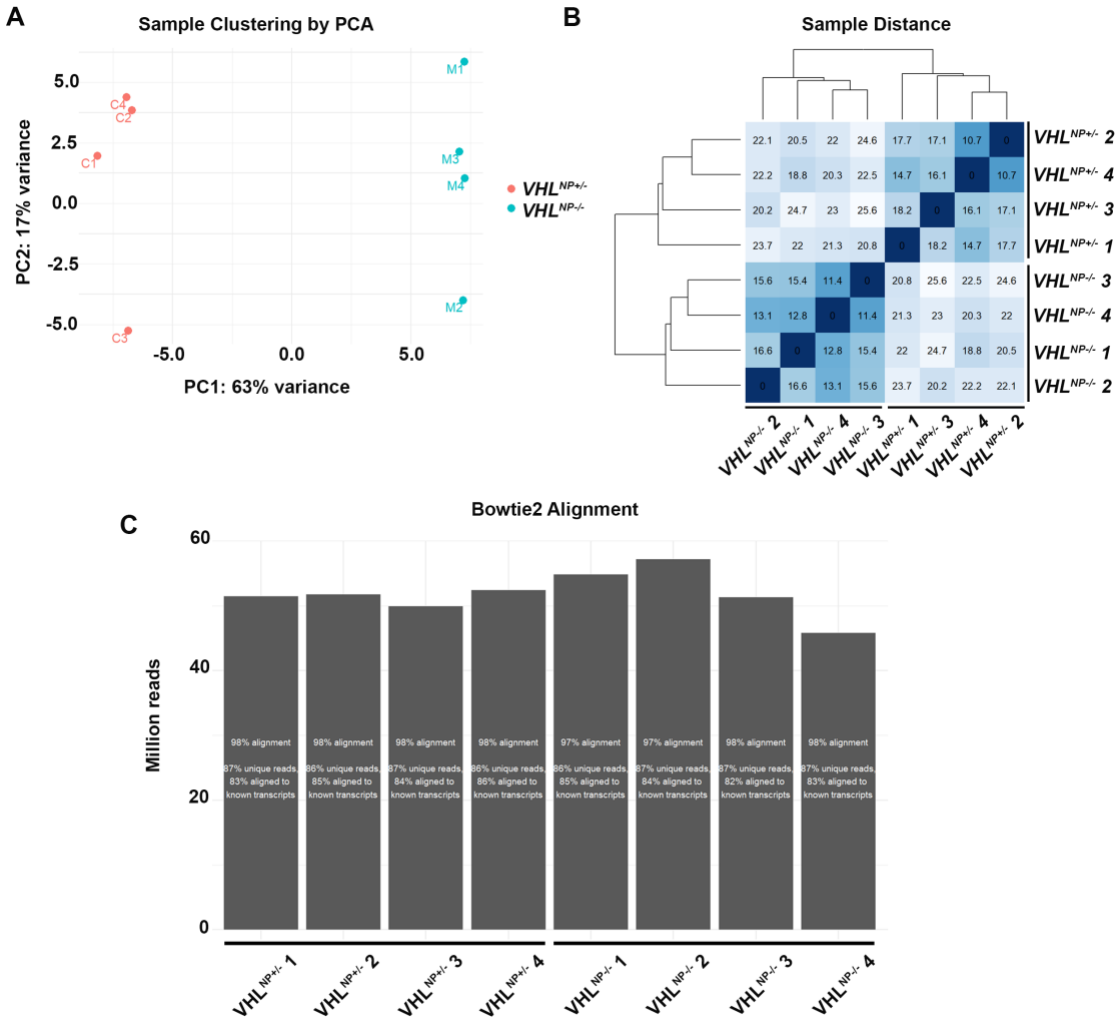 A
Sample Clustering by PCA
5.0
2.5
0.0
-2.5
-5.0
PC2: 17% variance
-5.0 0.0 5.0
PC1: 63% variance
C4
C2
C1
C3
M1
M3
M4
M2
VHL^NP+/-
VHL^NP-/-
B
Sample Distance
22.1 20.5 22 24.6 17.7 17.1 10.7 0 VHL^NP+/- 2
22.2 18.8 20.3 22.5 14.7 16.1 0 10.7 VHL^NP+/- 4
20.2 24.7 23 25.6 18.2 0 16.1 17.1 VHL^NP+/- 3
23.7 22 21.3 20.8 0 18.2 14.7 17.7 VHL^NP+/- 1
15.6 15.4 11.4 0 20.8 25.6 22.5 24.6 VHL^NP-/- 3
13.1 12.8 0 11.4 21.3 23 20.3 22 VHL^NP-/- 4
16.6 0 12.8 15.4 22 24.7 18.8 20.5 VHL^NP-/- 1
0 16.6 13.1 15.6 23.7 20.2 22.2 22.1 VHL^NP-/- 2
VHL^NP-/- 2 VHL^NP-/- 1 VHL^NP-/- 4 VHL^NP-/- 3 VHL^NP+/- 1 VHL^NP+/- 3 VHL^NP+/- 4 VHL^NP+/- 2
C
Bowtie2 Alignment
60
40
20
0
Million reads
98% alignment
87% unique reads,
83% aligned to
known transcripts
98% alignment
86% unique reads,
85% aligned to
known transcripts
98% alignment
87% unique reads,
84% aligned to
known transcripts
98% alignment
86% unique reads,
86% aligned to
known transcripts
97% alignment
86% unique reads,
85% aligned to
known transcripts
97% alignment
87% unique reads,
84% aligned to
known transcripts
98% alignment
87% unique reads,
82% aligned to
known transcripts
98% alignment
87% unique reads,
83% aligned to
known transcripts
VHL^NP+/- 1 VHL^NP+/- 2 VHL^NP+/- 3 VHL^NP+/- 4 VHL^NP-/- 1 VHL^NP-/- 2 VHL^NP-/- 3 VHL^NP-/- 4